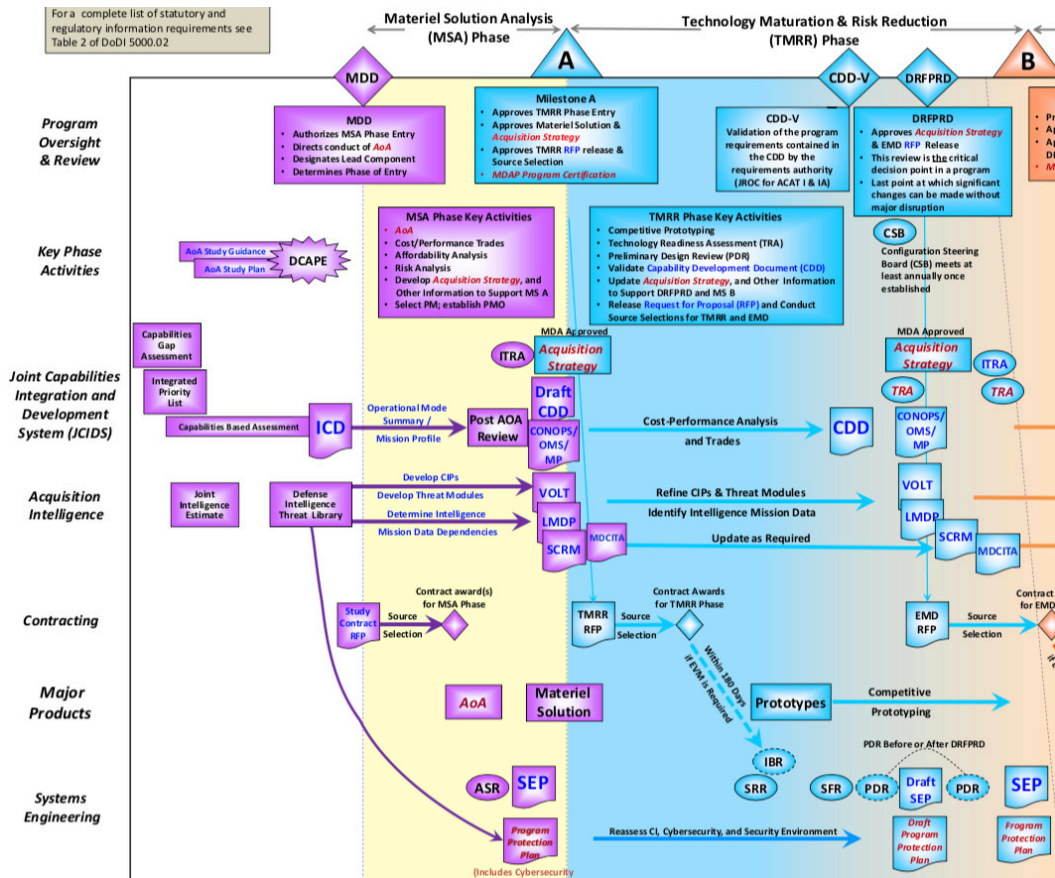 For a complete list of statutory and
regulatory information requirements see
Table 2 of DoDI 5000.02
Materiel Solution Analysis
(MSA) Phase
Technology Maturation & Risk Reduction
(TMRR) Phase
MDD
A
CDD-V
DRFPRD
B
Program
Oversight
& Review
MDD
• Authorizes MSA Phase Entry
• Directs conduct of AoA
• Designates Lead Component
• Determines Phase of Entry
Milestone A
• Approves TMRR Phase Entry
• Approves Materiel Solution &
Acquisition Strategy
• Approves TMRR RFP release &
Source Selection
• MDAP Program Certification
CDD-V
Validation of the program
requirements contained in
the CDD by the
requirements authority
(JROC for ACAT I & IA)
DRFPRD
• Approves Acquisition Strategy
& EMD RFP Release
• This review is the critical
decision point in a program
• Last point at which significant
changes can be made without
major disruption
Key Phase
Activities
AoA Study Guidance
AoA Study Plan
DCAPE
MSA Phase Key Activities
• AoA
• Cost/Performance Trades
• Affordability Analysis
• Risk Analysis
• Develop Acquisition Strategy, and
Other Information to Support MS A
• Select PM; establish PMO
TMRR Phase Key Activities
• Competitive Prototyping
• Technology Readiness Assessment (TRA)
• Preliminary Design Review (PDR)
• Validate Capability Development Document (CDD)
• Update Acquisition Strategy, and Other Information
to Support DRFPRD and MS B
• Release Request for Proposal (RFP) and Conduct
Source Selections for TMRR and EMD
CSB
Configuration Steering
Board (CSB) meets at
least annually once
established
Joint Capabilities
Integration and
Development
System (JCIDS)
Capabilities
Gap
Assessment
Integrated
Priority
List
Capabilities Based Assessment
ICD
Operational Mode
Summary /
Mission Profile
Post AOA
Review
ITRA
MDA Approved
Acquisition
Strategy
Draft
CDD
CONOPS/
OMS/
MP
Cost-Performance Analysis
and Trades
CDD
MDA Approved
Acquisition
Strategy
ITRA
TRA
TRA
CONOPS/
OMS/
MP
Acquisition
Intelligence
Joint
Intelligence
Estimate
Defense
Intelligence
Threat Library
Develop CIPs
Develop Threat Modules
Determine Intelligence
Mission Data Dependencies
VOLT
LMDP
SCRM
MDCITA
Refine CIPs & Threat Modules
Identify Intelligence Mission Data
Update as Required
VOLT
LMDP
SCRM
MDCITA
Contracting
Study
Contract
RFP
Source
Selection
Contract award(s)
for MSA Phase
TMRR
RFP
Source
Selection
Contract Awards
for TMRR Phase
Within 180 Days
if EVM is Required
EMD
RFP
Source
Selection
Contract
for EMD
Major
Products
AoA
Materiel
Solution
Prototypes
Competitive
Prototyping
Systems
Engineering
ASR
SEP
IBR
SRR
SFR
PDR Before or After DRFPRD
PDR
Draft
SEP
PDR
SEP
Program
Protection
Plan
(Includes Cybersecurity
Reassess CI, Cybersecurity, and Security Environment
Draft
Program
Protection
Plan
Program
Protection
Plan